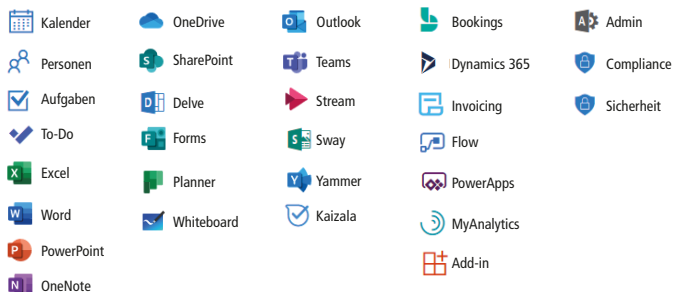 Kalender
Personen
Aufgaben
To-Do
Excel
Word
PowerPoint
OneNote
OneDrive
SharePoint
Delve
Forms
Planner
Whiteboard
Outlook
Teams
Stream
Sway
Yammer
Kaizala
Bookings
Dynamics 365
Invoicing
Flow
PowerApps
MyAnalytics
Add-in
Admin
Compliance
Sicherheit